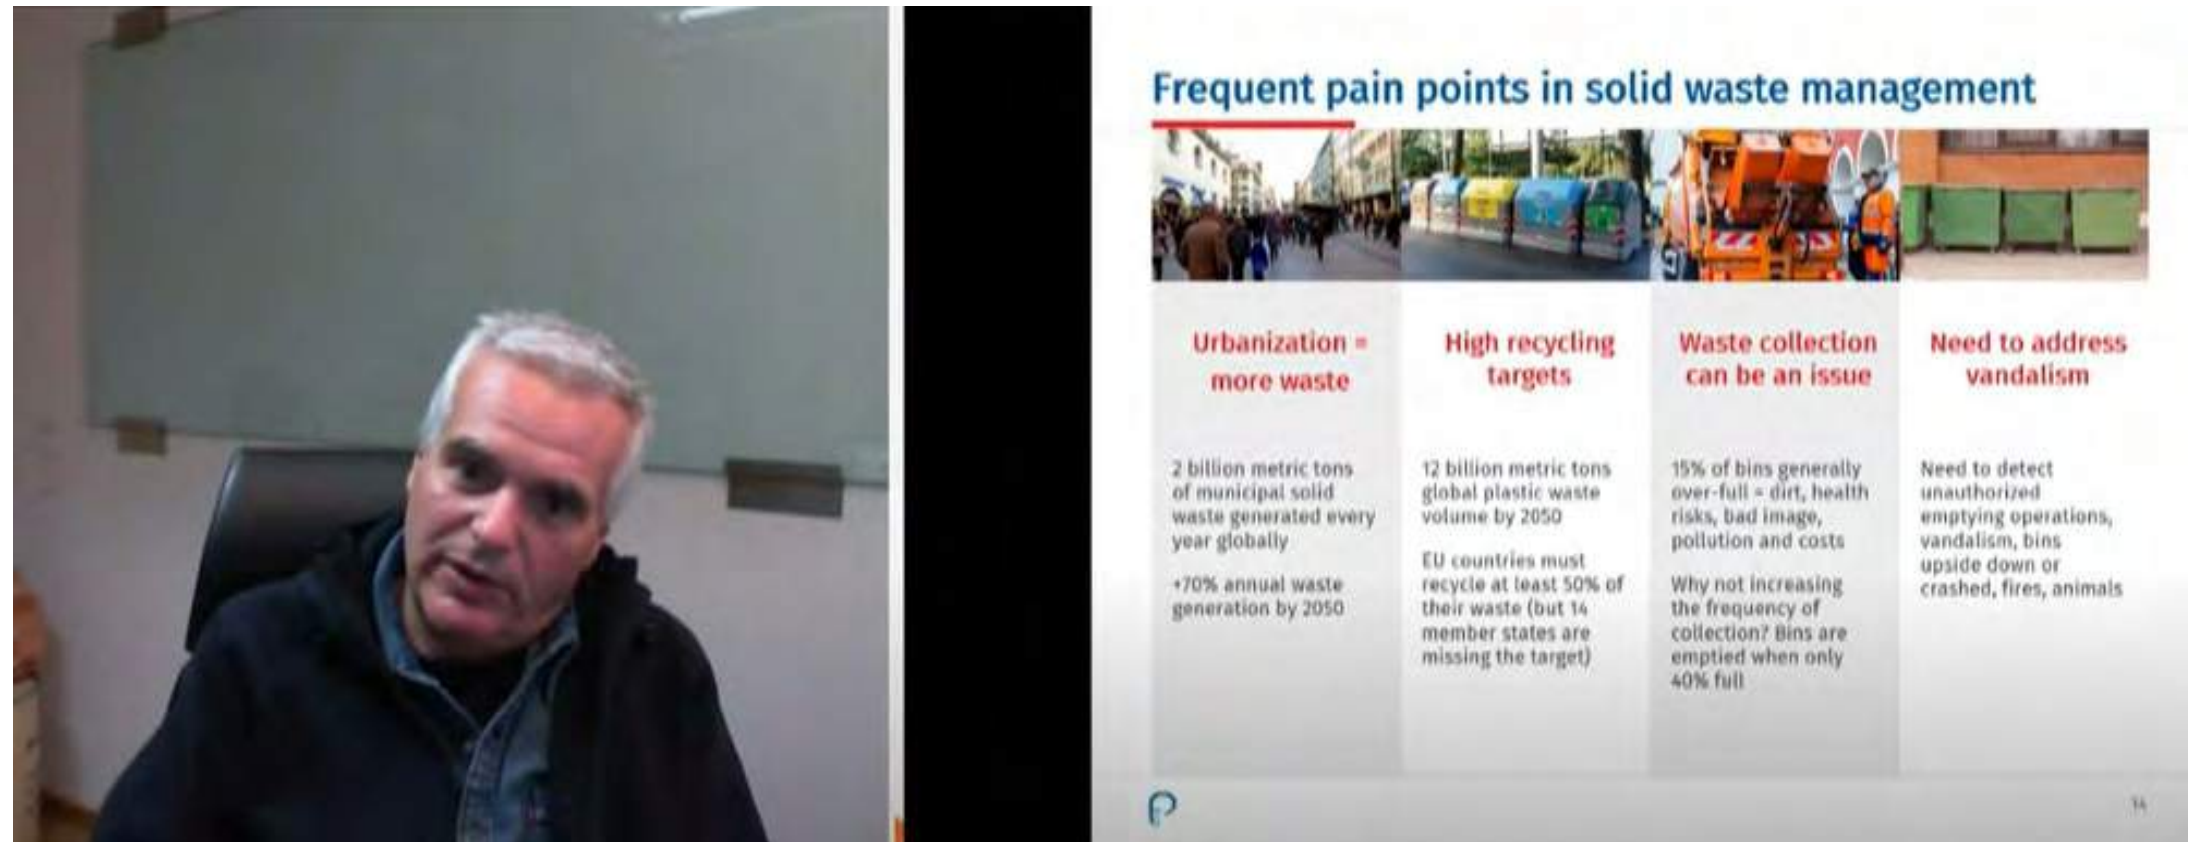 Frequent pain points in solid waste management
Urbanization =
more waste
2 billion metric tons
of municipal solid
waste generated every
year globally
+70% annual waste
generation by 2050
High recycling
targets
12 billion metric tons
global plastic waste
volume by 2050
EU countries must
recycle at least 50% of
their waste (but 14
member states are
missing the target)
Waste collection
can be an issue
15% of bins generally
over-full = dirt, health
risks, bad image,
pollution and costs
Why not increasing
the frequency of
collection? Bins are
emptied when only
40% full
Need to address
vandalism
Need to detect
unauthorized
emptying operations,
vandalism, bins
upside down or
crashed, fires, animals
14